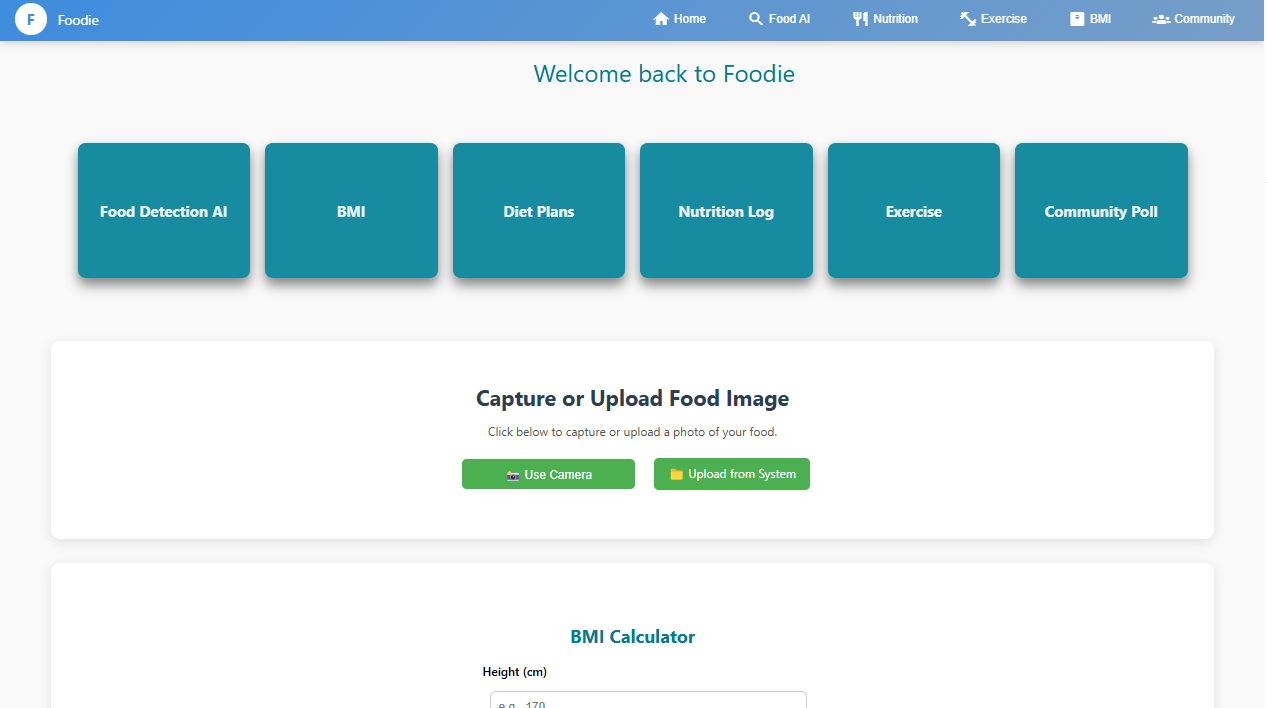 F Foodie Home Food AI Nutrition Exercise BMI Community
Welcome back to Foodie
Food Detection AI BMI Diet Plans Nutrition Log Exercise Community Poll
Capture or Upload Food Image
Click below to capture or upload a photo of your food.
Use Camera Upload from System
BMI Calculator
Height (cm)
e.g., 170